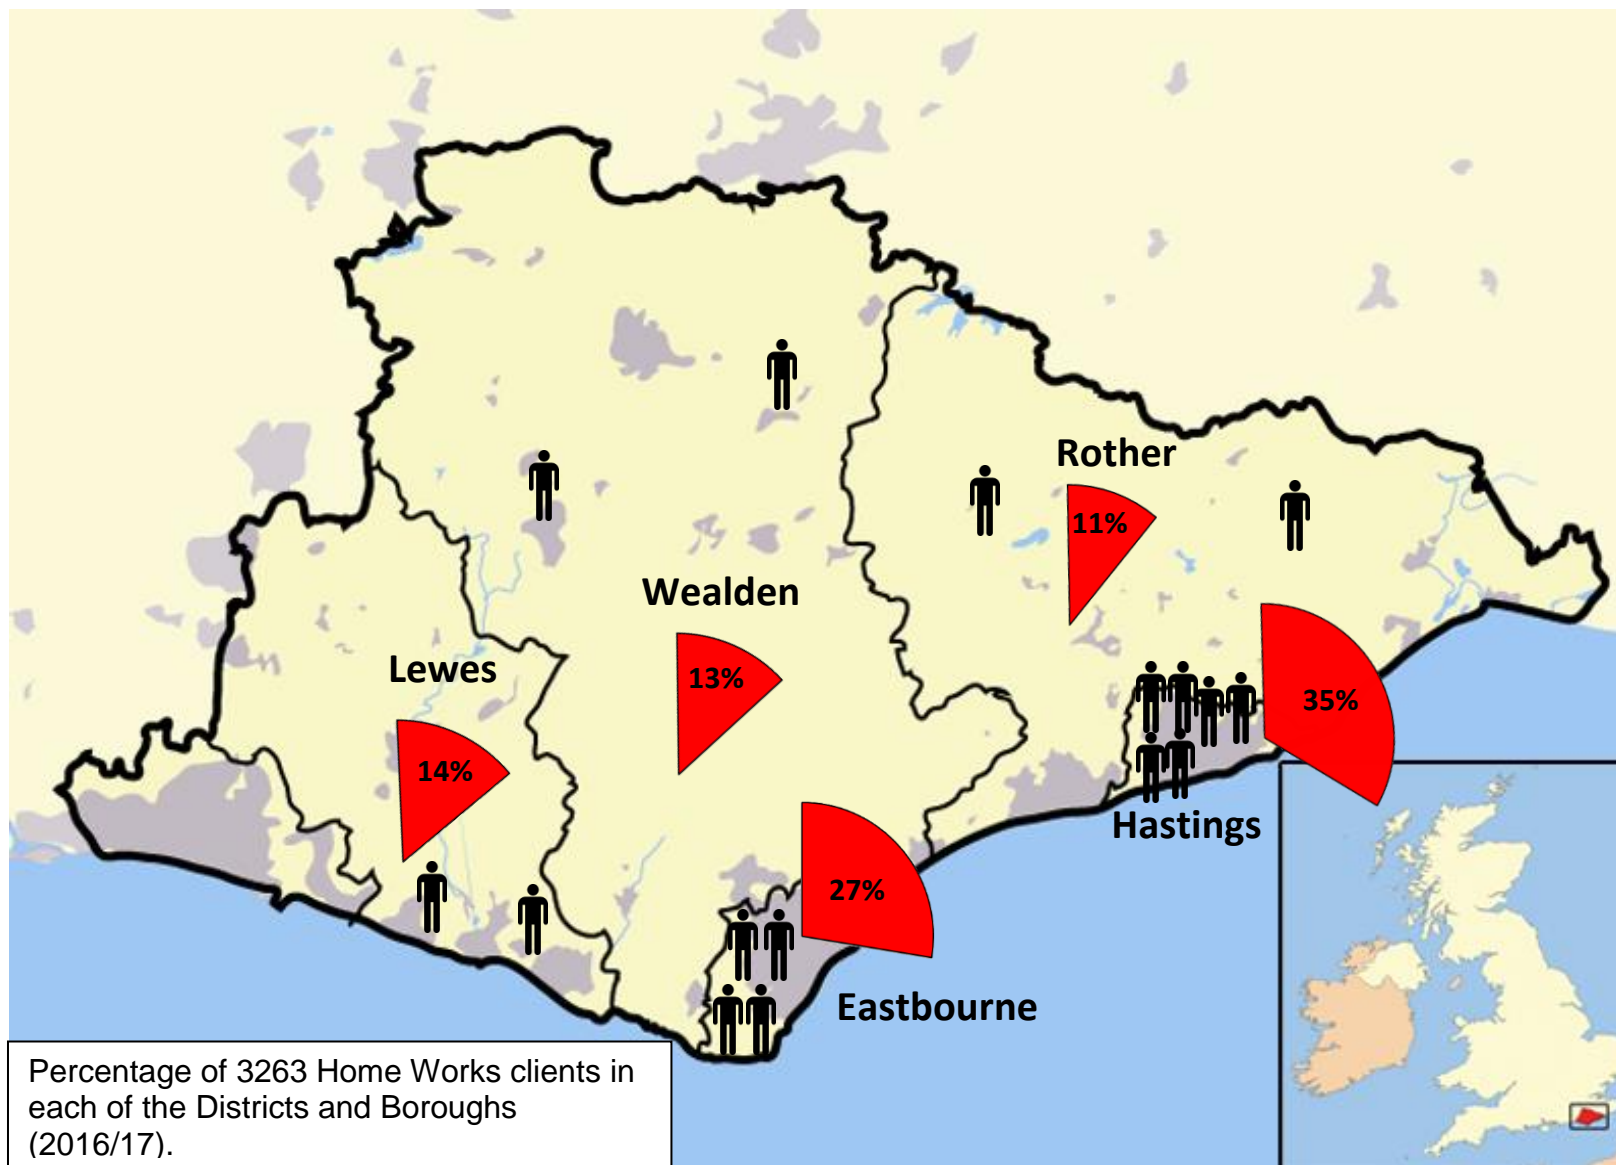 Rother
11%
Wealden
Lewes
13%
35%
14%
Hastings
27%
Eastbourne
Percentage of 3263 Home Works clients in
each of the Districts and Boroughs
(2016/17).